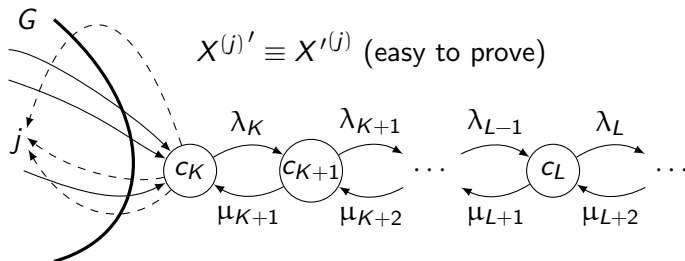 G
X^{(j)′} ≡ X′^{(j)} (easy to prove)
λ_K λ_{K+1} λ_{L−1} λ_L
j c_K c_{K+1} ⋯ c_L ⋯
μ_{K+1} μ_{K+2} μ_{L+1} μ_{L+2}